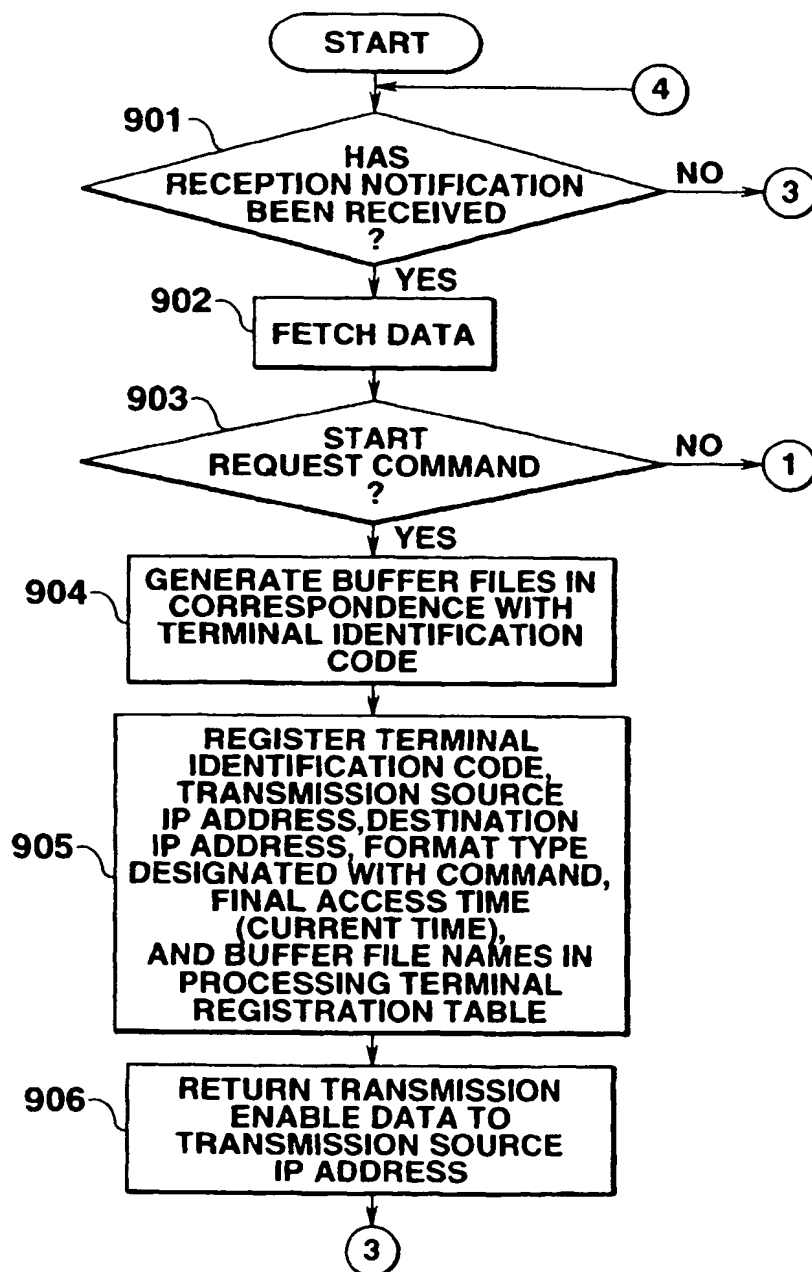 START
4
901
HAS
RECEPTION NOTIFICATION
BEEN RECEIVED
?
NO
3
YES
902
FETCH DATA
903
START
REQUEST COMMAND
?
NO
1
YES
904
GENERATE BUFFER FILES IN
CORRESPONDENCE WITH
TERMINAL IDENTIFICATION
CODE
905
REGISTER TERMINAL
IDENTIFICATION CODE,
TRANSMISSION SOURCE
IP ADDRESS,DESTINATION
IP ADDRESS, FORMAT TYPE
DESIGNATED WITH COMMAND,
FINAL ACCESS TIME
(CURRENT TIME),
AND BUFFER FILE NAMES IN
PROCESSING TERMINAL
REGISTRATION TABLE
906
RETURN TRANSMISSION
ENABLE DATA TO
TRANSMISSION SOURCE
IP ADDRESS
3